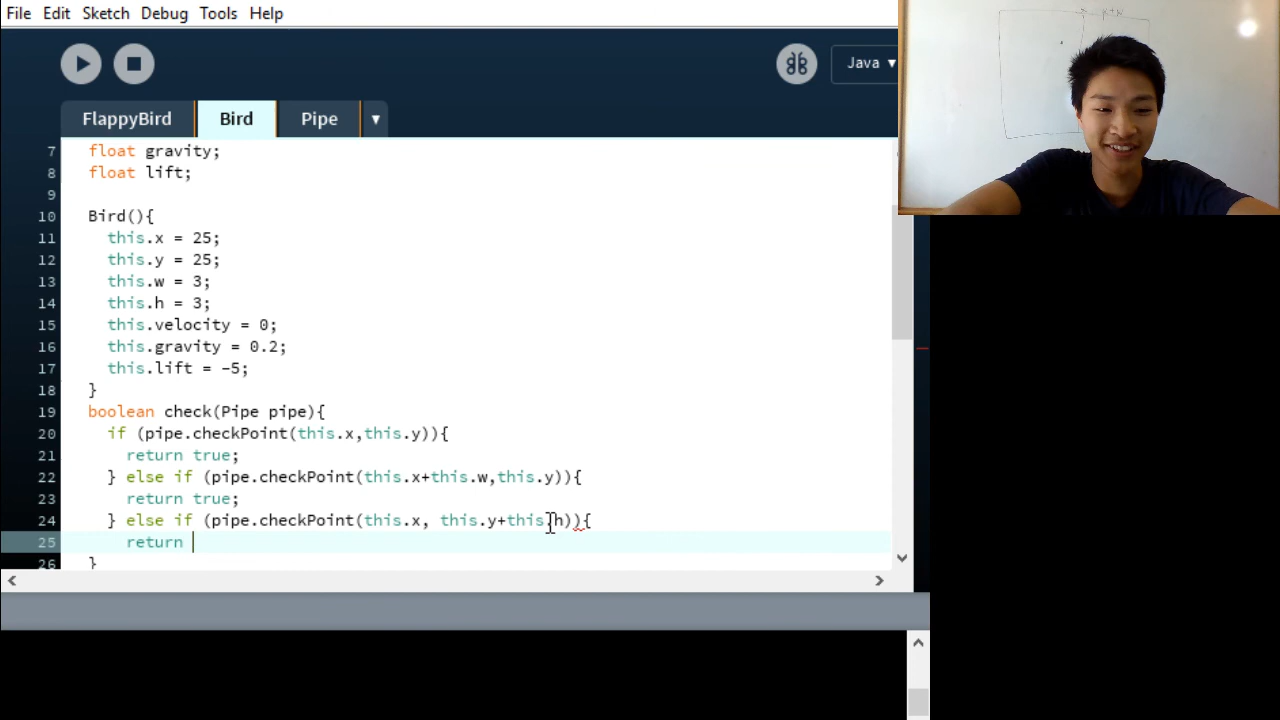 File Edit Sketch Debug Tools Help
Java ▾
FlappyBird Bird Pipe ▾
7 float gravity;
8 float lift;
9
10 Bird(){
11 this.x = 25;
12 this.y = 25;
13 this.w = 3;
14 this.h = 3;
15 this.velocity = 0;
16 this.gravity = 0.2;
17 this.lift = -5;
18 }
19 boolean check(Pipe pipe){
20 if (pipe.checkPoint(this.x,this.y)){
21 return true;
22 } else if (pipe.checkPoint(this.x+this.w,this.y)){
23 return true;
24 } else if (pipe.checkPoint(this.x, this.y+this.h)){
25 return
26 }